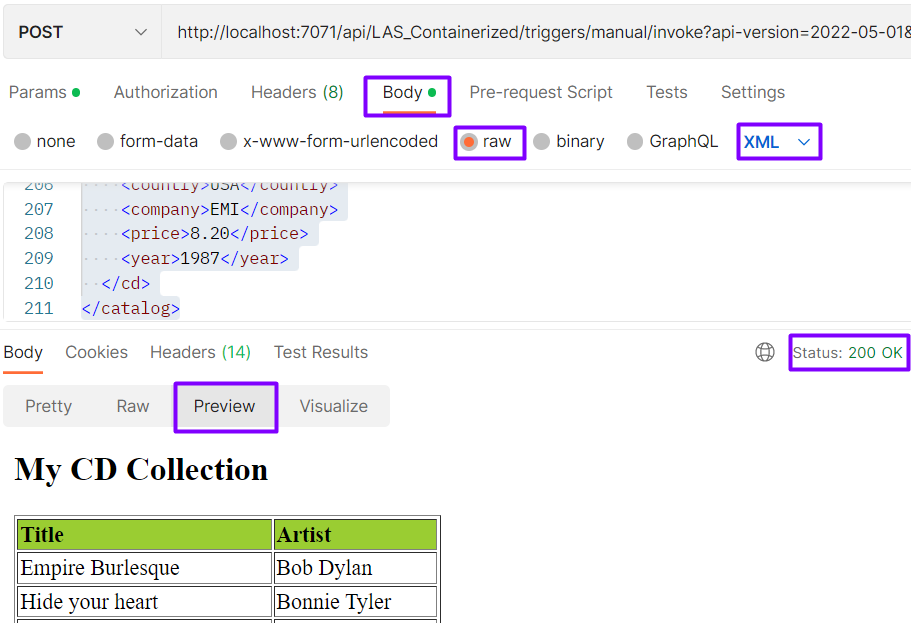 POST http://localhost:7071/api/LAS_Containerized/triggers/manual/invoke?api-version=2022-05-01&
Params Authorization Headers (8) Body Pre-request Script Tests Settings
none form-data x-www-form-urlencoded raw binary GraphQL XML
206 <country>USA</country>
207 <company>EMI</company>
208 <price>8.20</price>
209 <year>1987</year>
210 </cd>
211 </catalog>
Body Cookies Headers (14) Test Results Status: 200 OK
Pretty Raw Preview Visualize
My CD Collection
Title Artist
Empire Burlesque Bob Dylan
Hide your heart Bonnie Tyler